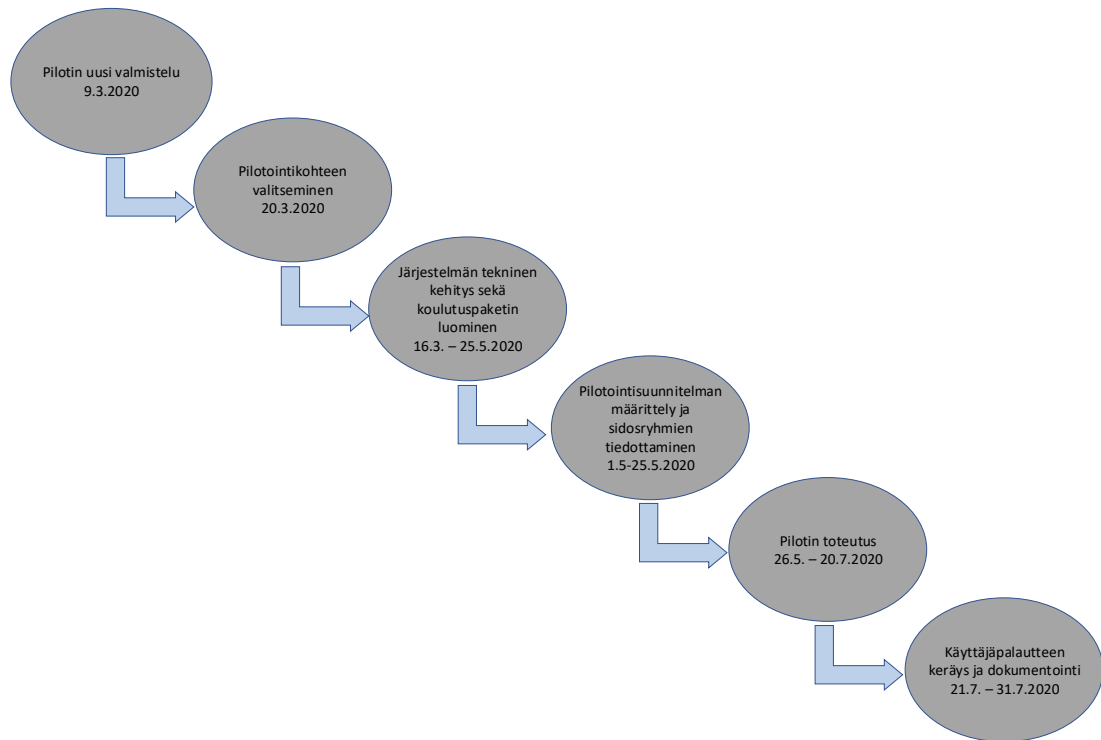 Pilotin uusi valmistelu
9.3.2020
Pilotointikohteen
valitseminen
20.3.2020
Järjestelmän tekninen
kehitys sekä
koulutuspaketin
luominen
16.3. – 25.5.2020
Pilotointisuunnitelman
määrittely ja
sidosryhmien
tiedottaminen
1.5-25.5.2020
Pilotin toteutus
26.5. – 20.7.2020
Käyttäjäpalautteen
keräys ja dokumentointi
21.7. – 31.7.2020